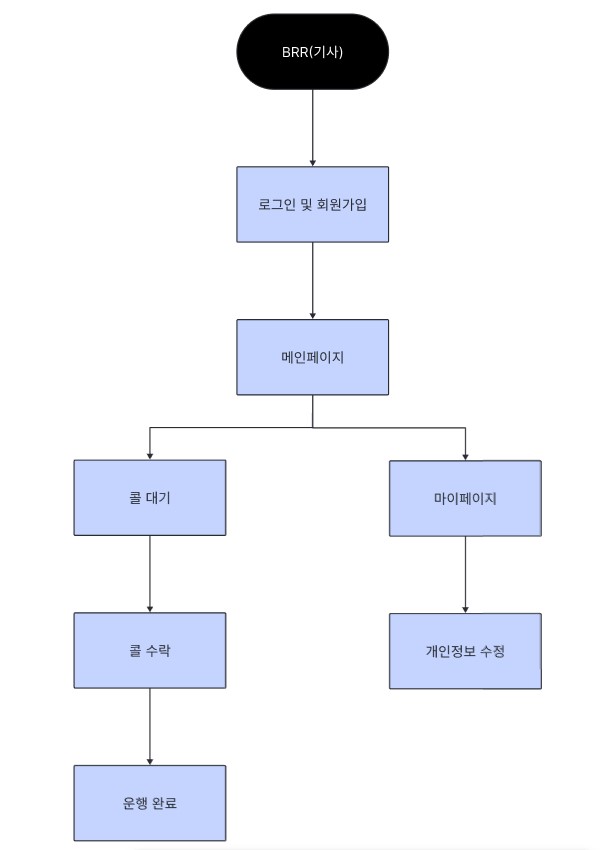 BRR(기사)
로그인 및 회원가입
메인페이지
콜 대기
마이페이지
콜 수락
개인정보 수정
운행 완료